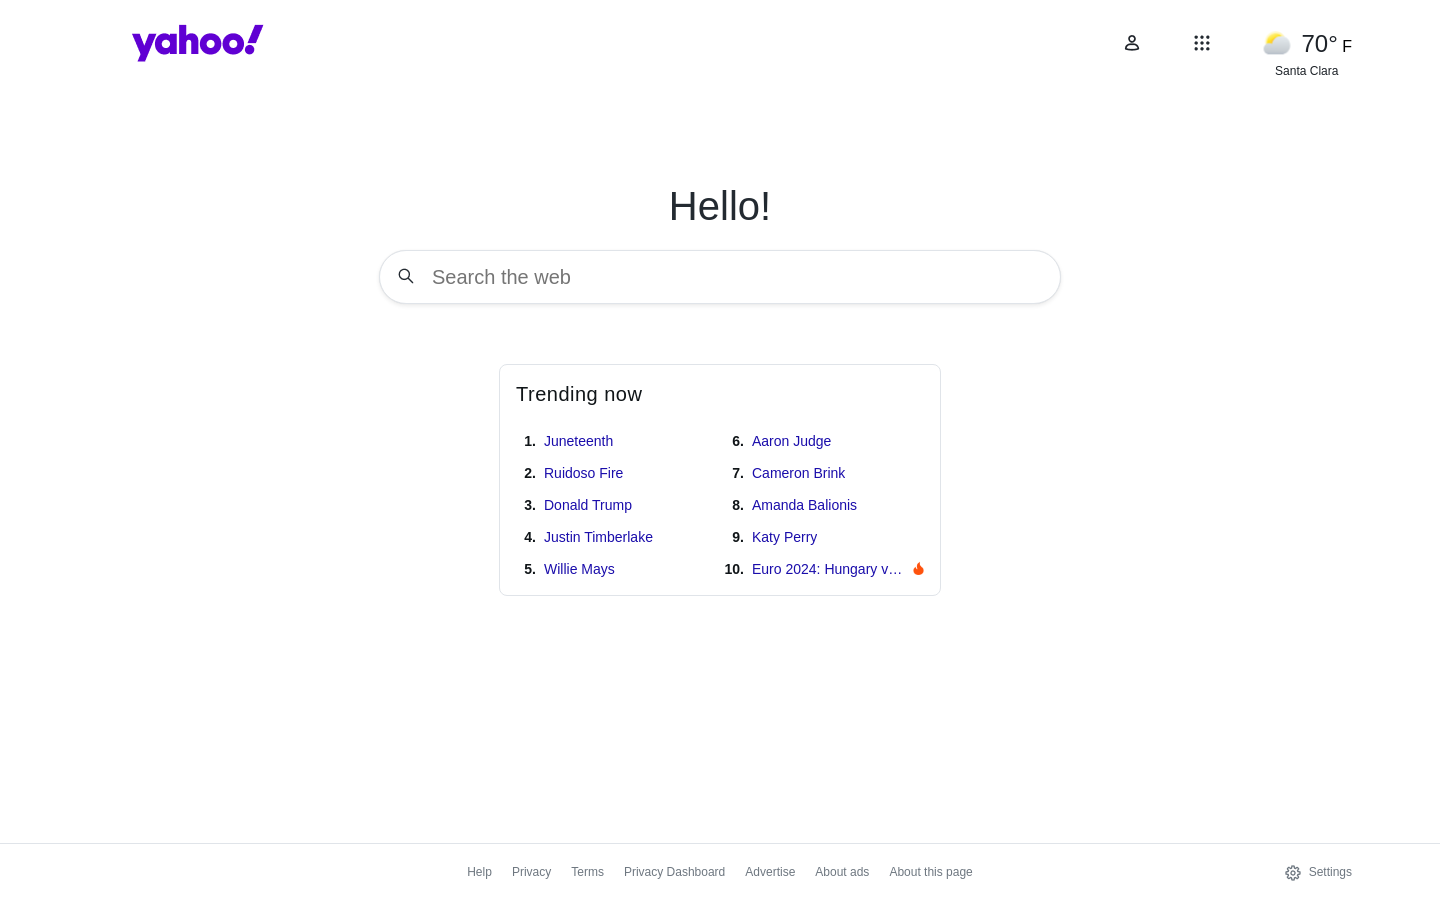 yahoo!
70° F
Santa Clara
Hello!
Search the web
Trending now
1. Juneteenth
2. Ruidoso Fire
3. Donald Trump
4. Justin Timberlake
5. Willie Mays
6. Aaron Judge
7. Cameron Brink
8. Amanda Balionis
9. Katy Perry
10. Euro 2024: Hungary v…
Help Privacy Terms Privacy Dashboard Advertise About ads About this page Settings